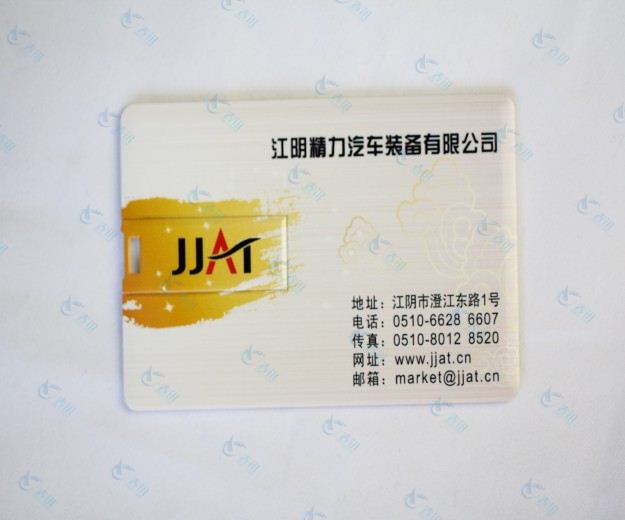 江阴精力汽车装备有限公司
JJAT
地址：江阴市澄江东路1号
电话：0510-6628 6607
传真：0510-8012 8520
网址：www.jjat.cn
邮箱：market@jjat.cn